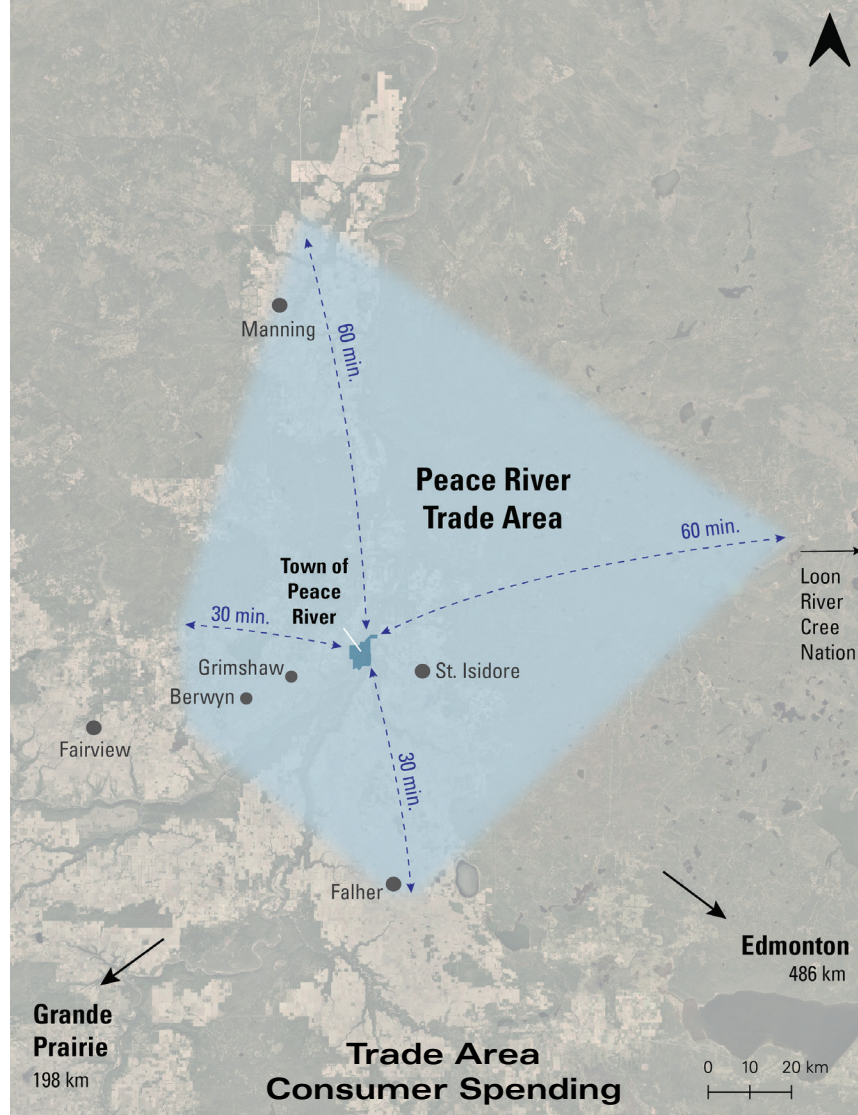 Manning
60 min.
Peace River
Trade Area
60 min.
Loon
River
Cree
Nation
Town of
Peace
River
30 min.
Grimshaw
St. Isidore
Berwyn
Fairview
30 min.
Falher
Edmonton
486 km
Grande
Prairie
198 km
Trade Area
Consumer Spending
0 10 20 km